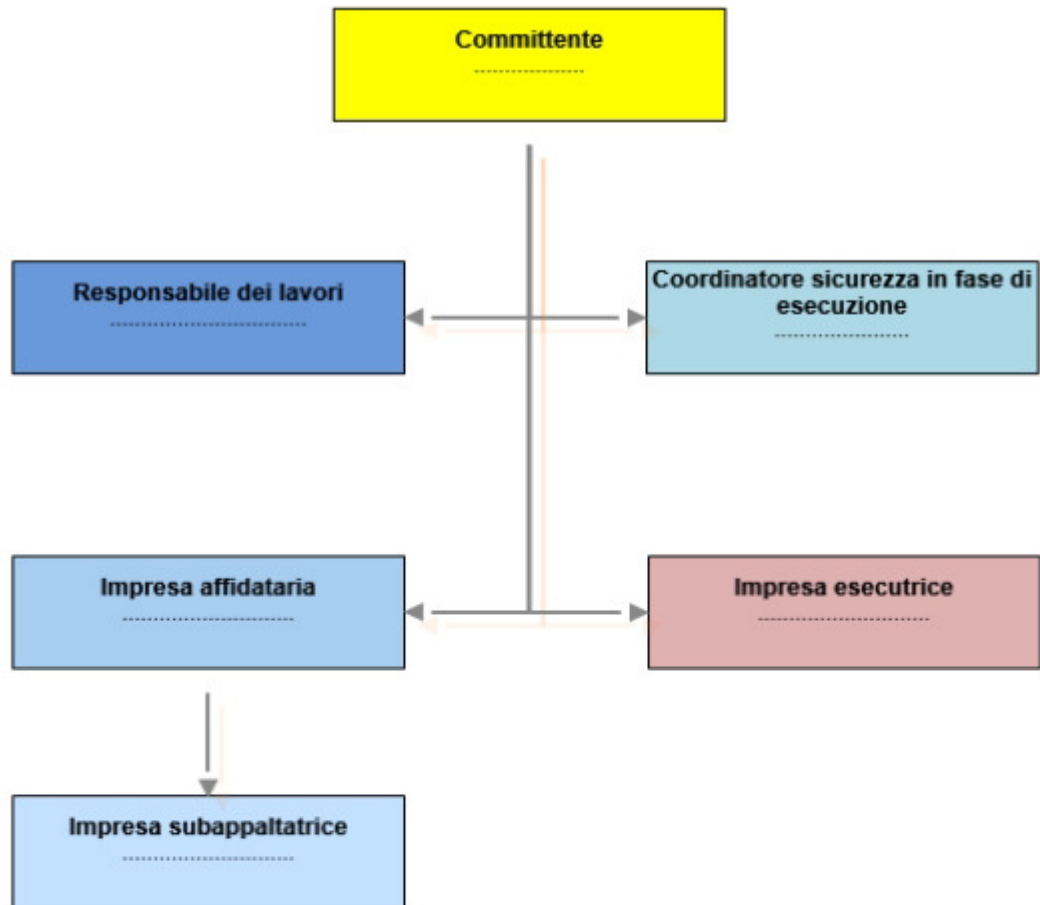 Committente
------------------
Responsabile dei lavori
--------------------------------
Coordinatore sicurezza in fase di
esecuzione
----------------------
Impresa affidataria
----------------------------
Impresa esecutrice
----------------------------
Impresa subappaltatrice
----------------------------